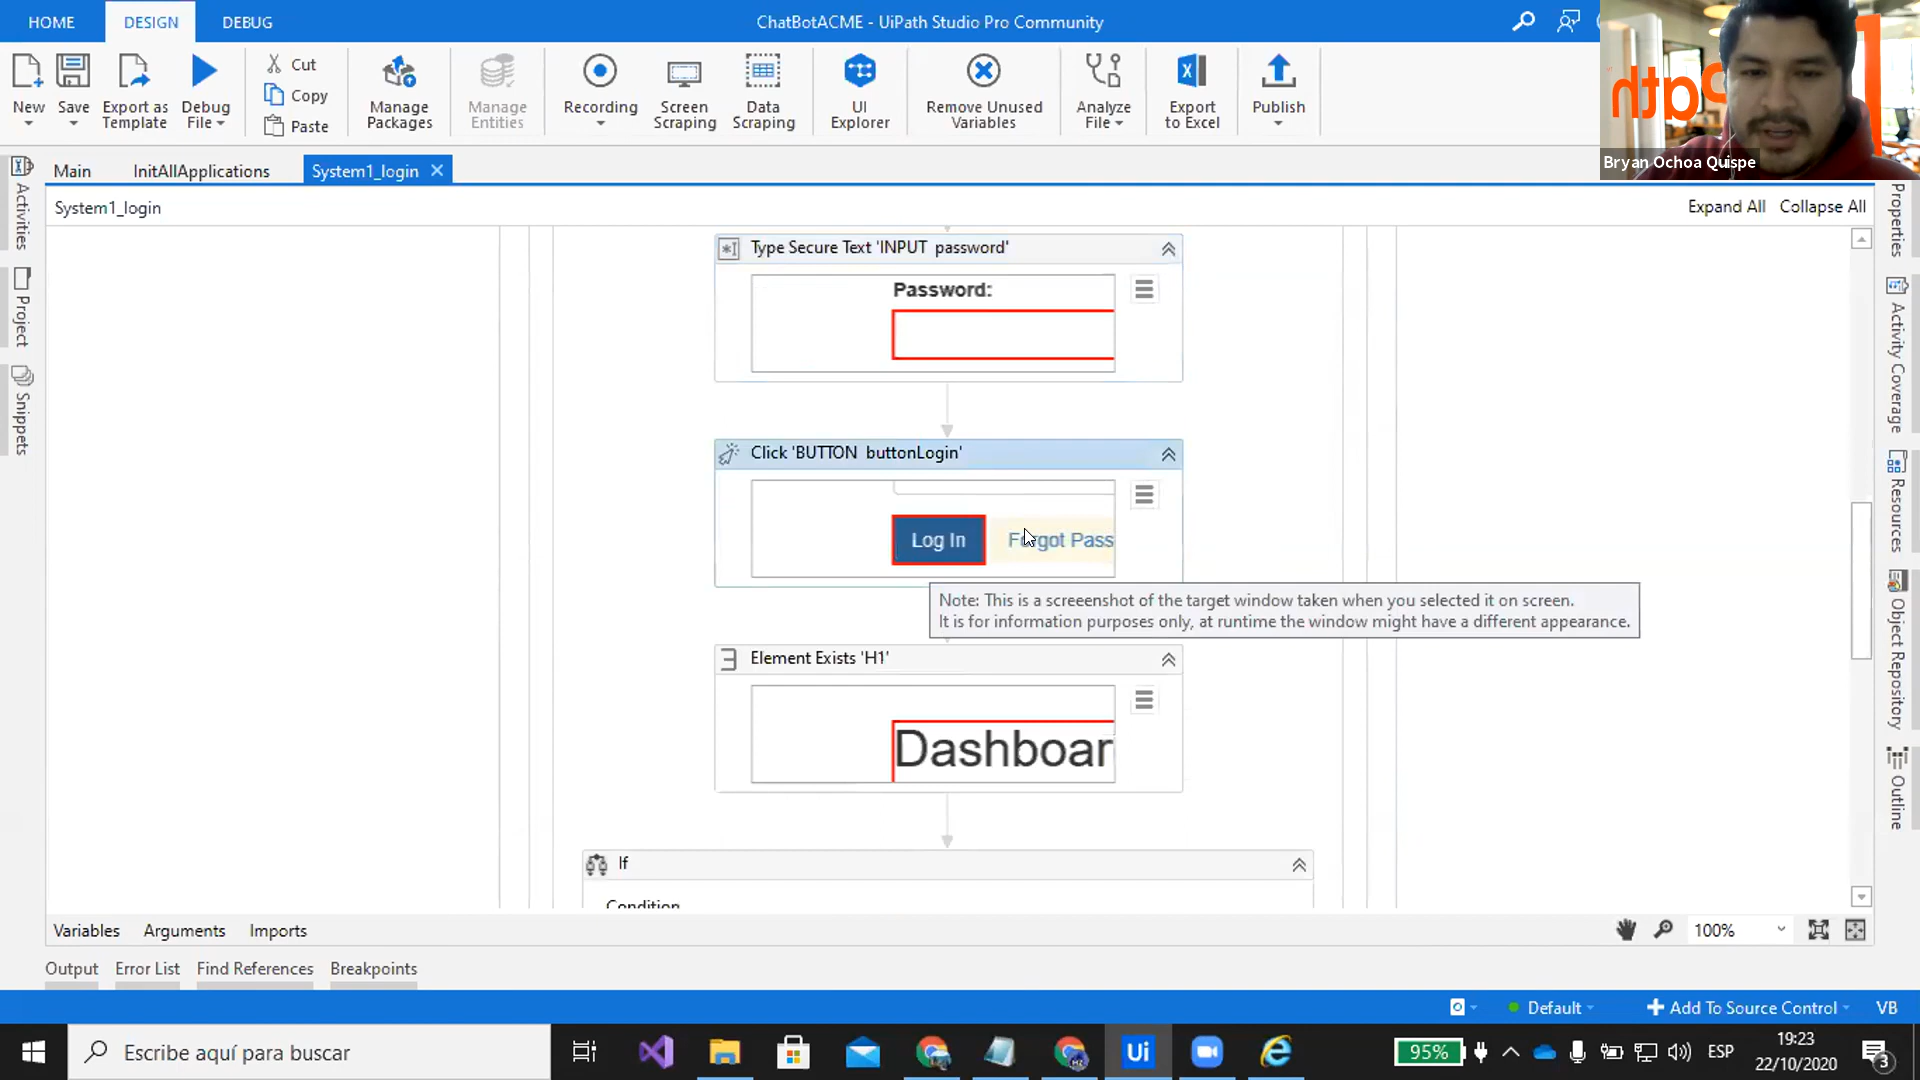 HOME
DESIGN
DEBUG
ChatBotACME - UiPath Studio Pro Community
New
Save
Export as
Template
Debug
File
Cut
Copy
Paste
Manage
Packages
Manage
Entities
Recording
Screen
Scraping
Data
Scraping
UI
Explorer
Remove Unused
Variables
Analyze
File
Export
to Excel
Publish
Bryan Ochoa Quispe
Main
InitAllApplications
System1_login
System1_login
Expand All
Collapse All
Activities
Project
Snippets
Type Secure Text 'INPUT  password'
Password:
Click 'BUTTON  buttonLogin'
Log In
Forgot Pass
Note: This is a screeenshot of the target window taken when you selected it on screen.
It is for information purposes only, at runtime the window might have a different appearance.
Element Exists 'H1'
Dashboar
If
Condition
Properties
Activity Coverage
Resources
Object Repository
Outline
Variables
Arguments
Imports
100%
Output
Error List
Find References
Breakpoints
Default
Add To Source Control
VB
Escribe aquí para buscar
Ui
95%
ESP
19:23
22/10/2020
3